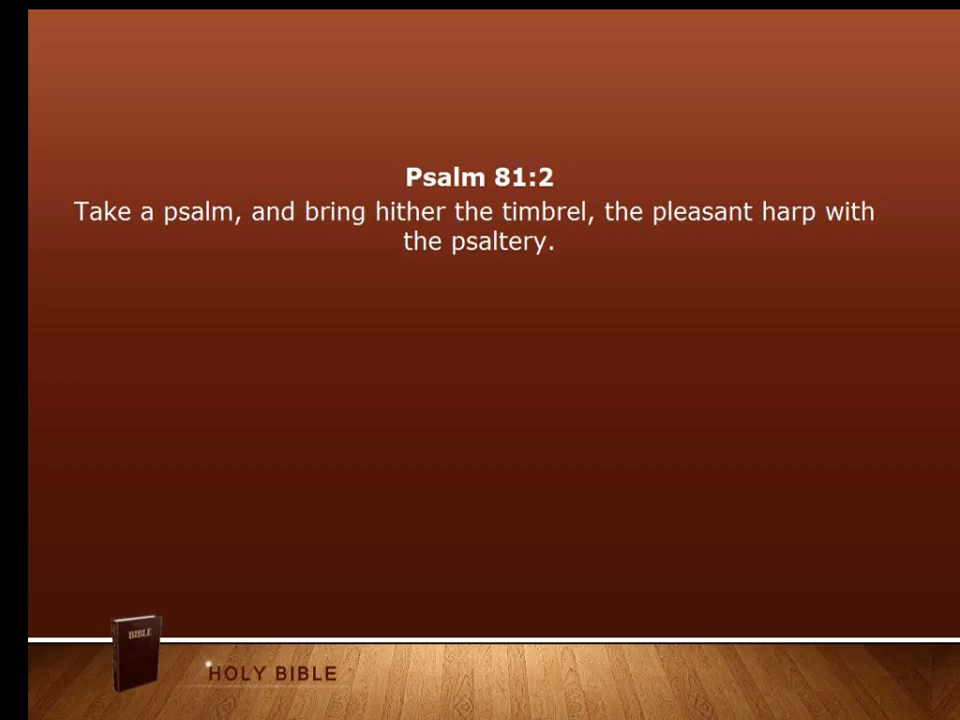 Psalm 81:2
Take a psalm, and bring hither the timbrel, the pleasant harp with
the psaltery.
BIBLE
HOLY BIBLE